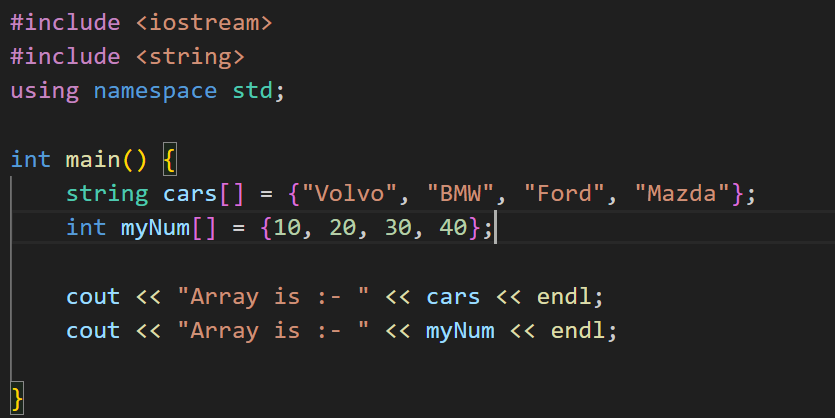 #include <iostream>
#include <string>
using namespace std;
int main() {
string cars[] = {"Volvo", "BMW", "Ford", "Mazda"};
int myNum[] = {10, 20, 30, 40};
cout << "Array is :- " << cars << endl;
cout << "Array is :- " << myNum << endl;
}